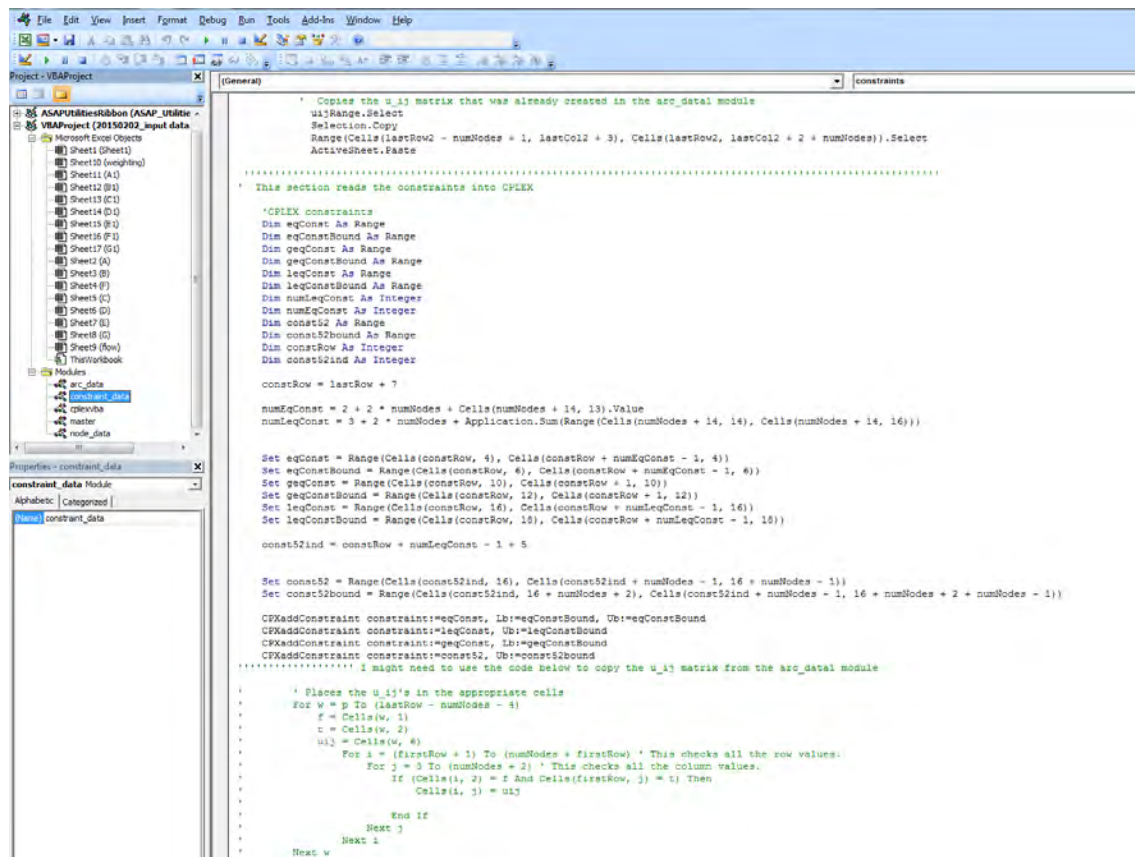 File Edit View Insert Format Debug Run Tools Add-Ins Window Help
Project - VBAProject
ASAPUtilitiesRibbon (ASAP_Utilitie
VBAProject (20150202_input data
Microsoft Excel Objects
Sheet1 (Sheet1)
Sheet10 (weighting)
Sheet11 (A1)
Sheet12 (B1)
Sheet13 (C1)
Sheet14 (D1)
Sheet15 (E1)
Sheet16 (F1)
Sheet17 (G1)
Sheet2 (A)
Sheet3 (B)
Sheet4 (F)
Sheet5 (C)
Sheet6 (D)
Sheet7 (E)
Sheet8 (G)
Sheet9 (flow)
ThisWorkbook
Modules
arc_data
constraint_data
cplexvba
master
node_data
Properties - constraint_data
constraint_data Module
Alphabetic Categorized
(Name) constraint_data
(General) constraints
' Copies the u_ij matrix that was already created in the arc_data1 module
uijRange.Select
Selection.Copy
Range(Cells(lastRow2 - numNodes + 1, lastCol2 + 3), Cells(lastRow2, lastCol2 + 2 + numNodes)).Select
ActiveSheet.Paste
' This section reads the constraints into CPLEX
'CPLEX constraints
Dim eqConst As Range
Dim eqConstBound As Range
Dim geqConst As Range
Dim geqConstBound As Range
Dim leqConst As Range
Dim leqConstBound As Range
Dim numLeqConst As Integer
Dim numEqConst As Integer
Dim const52 As Range
Dim const52bound As Range
Dim constRow As Integer
Dim const52ind As Integer
constRow = lastRow + 7
numEqConst = 2 + 2 * numNodes + Cells(numNodes + 14, 13).Value
numLeqConst = 3 + 2 * numNodes + Application.Sum(Range(Cells(numNodes + 14, 14), Cells(numNodes + 14, 16)))
Set eqConst = Range(Cells(constRow, 4), Cells(constRow + numEqConst - 1, 4))
Set eqConstBound = Range(Cells(constRow, 6), Cells(constRow + numEqConst - 1, 6))
Set geqConst = Range(Cells(constRow, 10), Cells(constRow + 1, 10))
Set geqConstBound = Range(Cells(constRow, 12), Cells(constRow + 1, 12))
Set leqConst = Range(Cells(constRow, 16), Cells(constRow + numLeqConst - 1, 16))
Set leqConstBound = Range(Cells(constRow, 18), Cells(constRow + numLeqConst - 1, 18))
const52ind = constRow + numLeqConst - 1 + 5
Set const52 = Range(Cells(const52ind, 16), Cells(const52ind + numNodes - 1, 16 + numNodes - 1))
Set const52bound = Range(Cells(const52ind, 16 + numNodes + 2), Cells(const52ind + numNodes - 1, 16 + numNodes + 2 + numNodes - 1))
CPXaddConstraint constraint:=eqConst, Lb:=eqConstBound, Ub:=eqConstBound
CPXaddConstraint constraint:=leqConst, Ub:=leqConstBound
CPXaddConstraint constraint:=geqConst, Lb:=geqConstBound
CPXaddConstraint constraint:=const52, Ub:=const52bound
'''''''''''''''''''' I might need to use the code below to copy the u_ij matrix from the arc_data1 module
' ' Places the u_ij's in the appropriate cells
' For w = p To (lastRow - numNodes - 4)
' f = Cells(w, 1)
' t = Cells(w, 2)
' uij = Cells(w, 6)
' For i = (firstRow + 1) To (numNodes + firstRow) ' This checks all the row values.
' For j = 3 To (numNodes + 2) ' This checks all the column values.
' If (Cells(i, 2) = f And Cells(firstRow, j) = t) Then
' Cells(i, j) = uij
'
' End If
' Next j
' Next i
' Next w